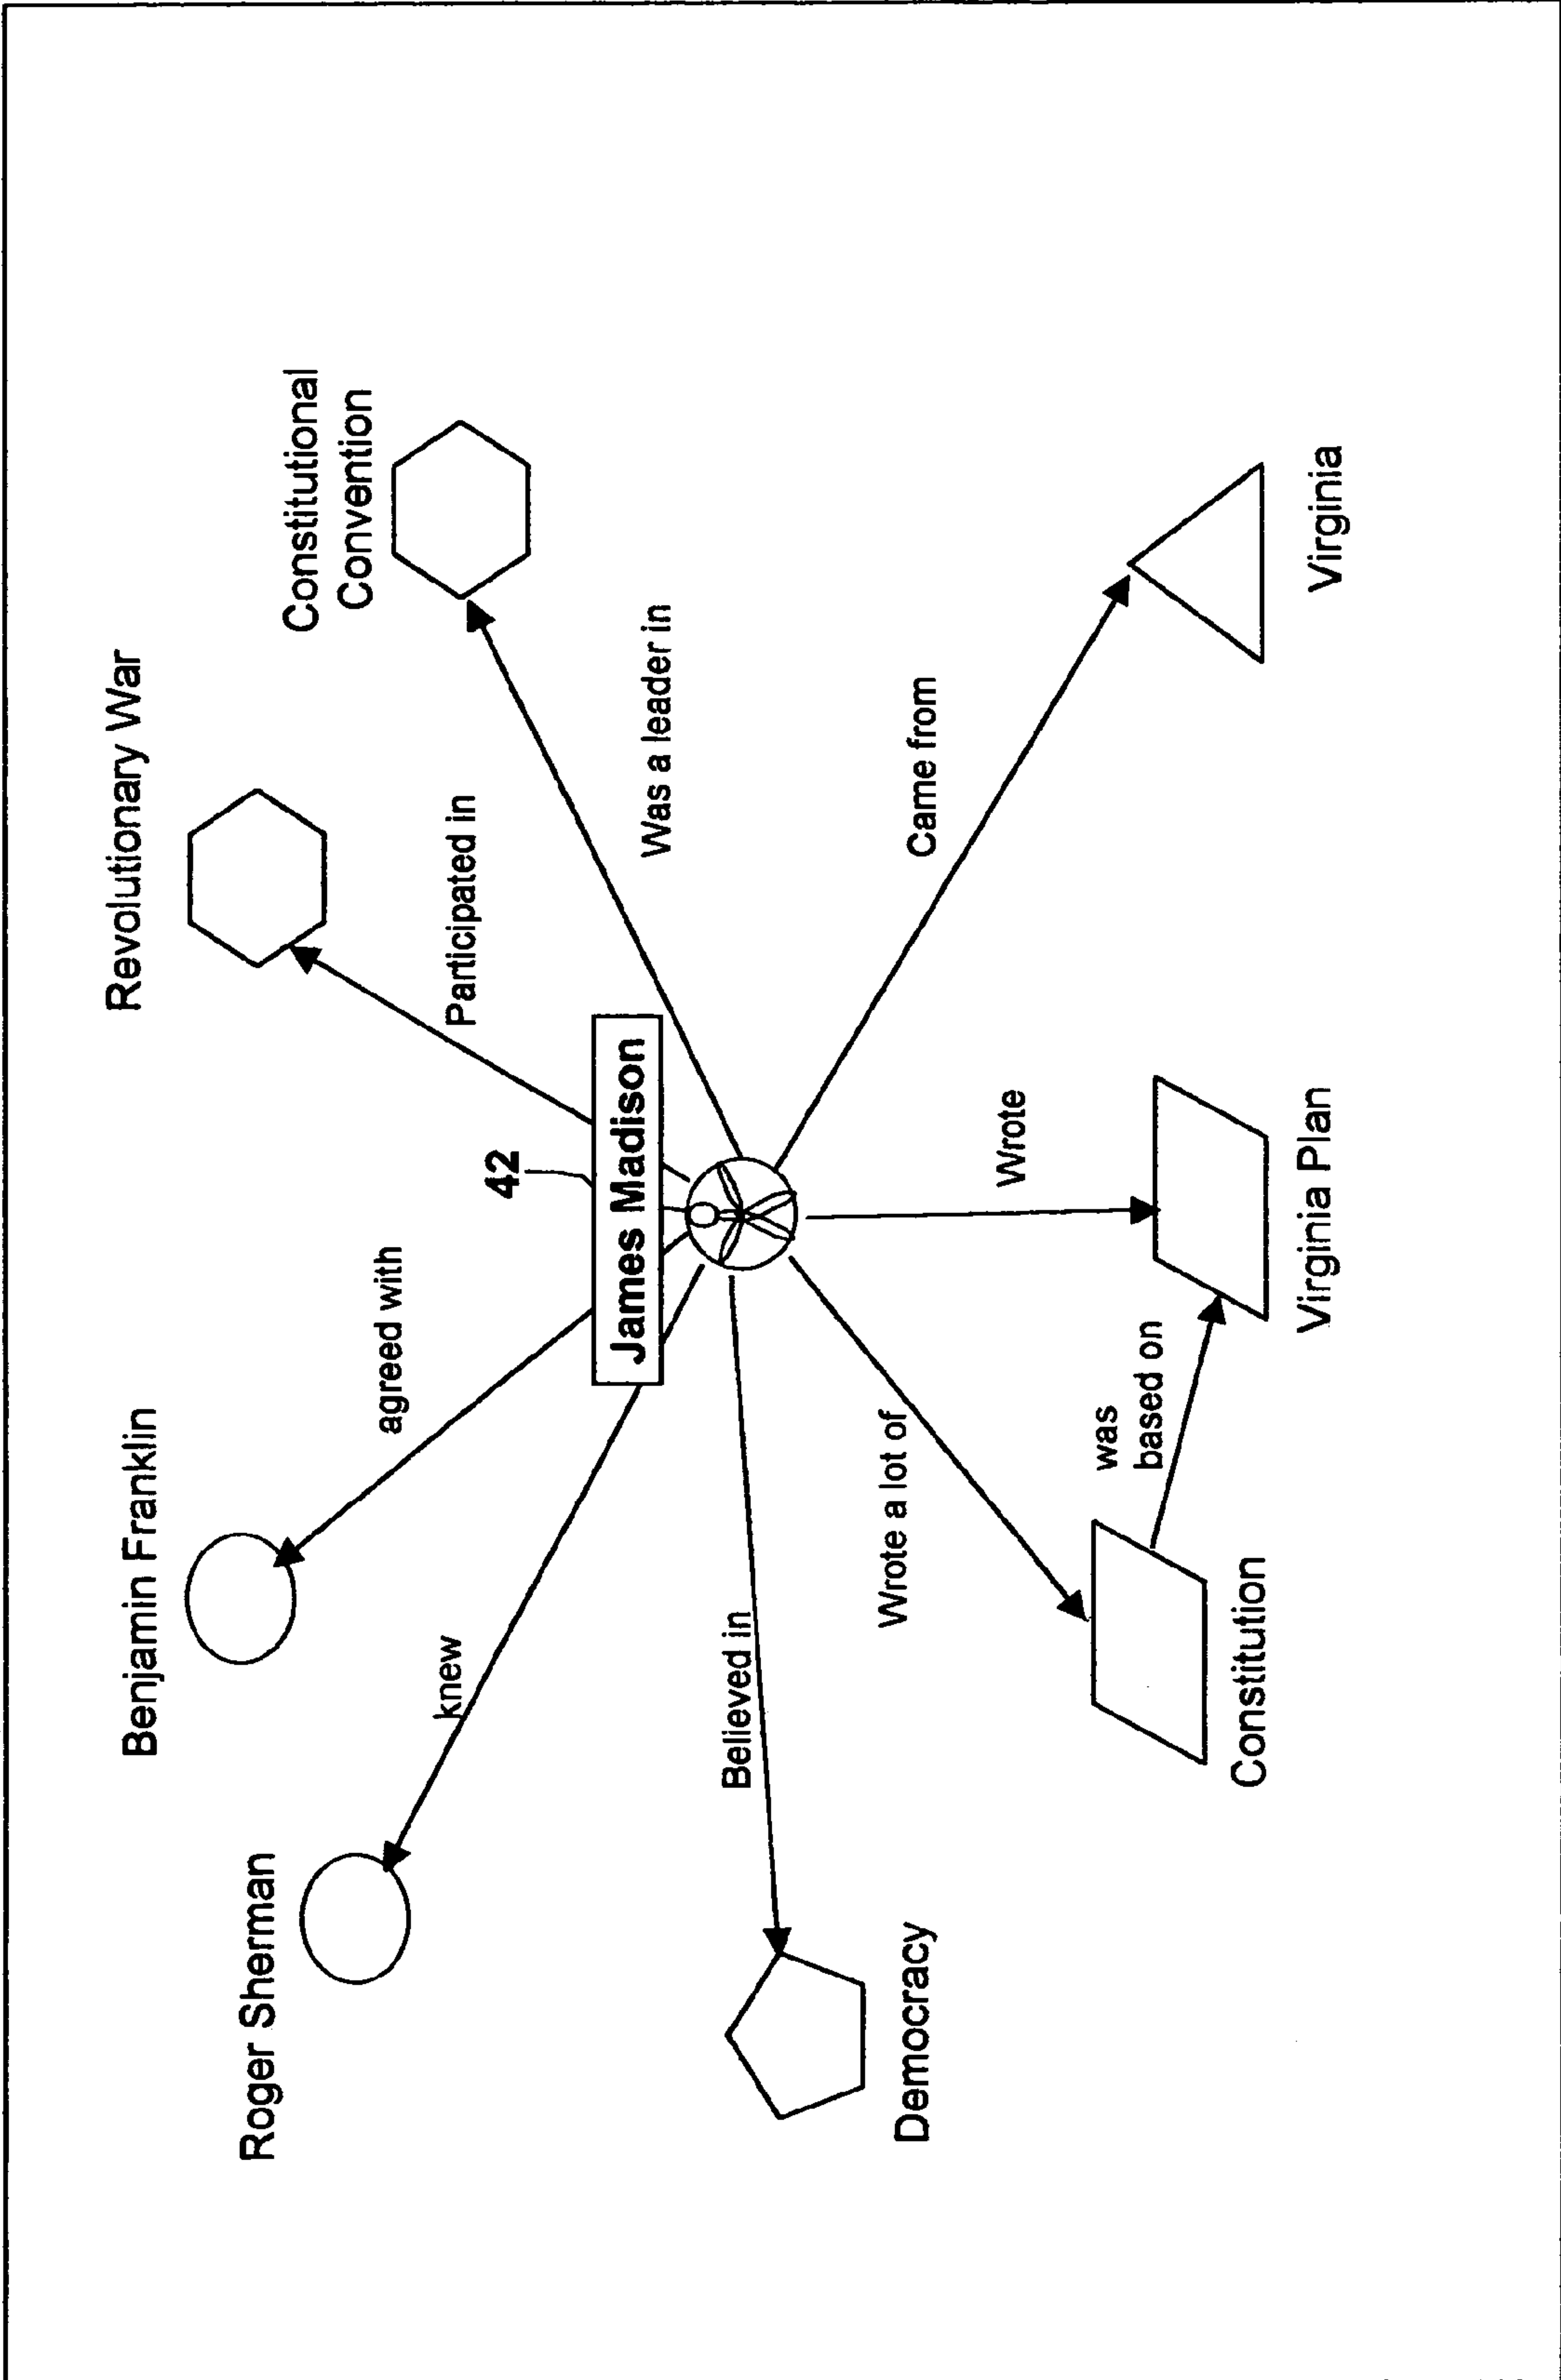 Revolutionary War
Constitutional
Convention
Benjamin Franklin
Roger Sherman
agreed with
Participated in
knew
42
James Madison
Was a leader in
Believed in
Came from
Wrote a lot of
Wrote
was
based on
Democracy
Constitution
Virginia Plan
Virginia